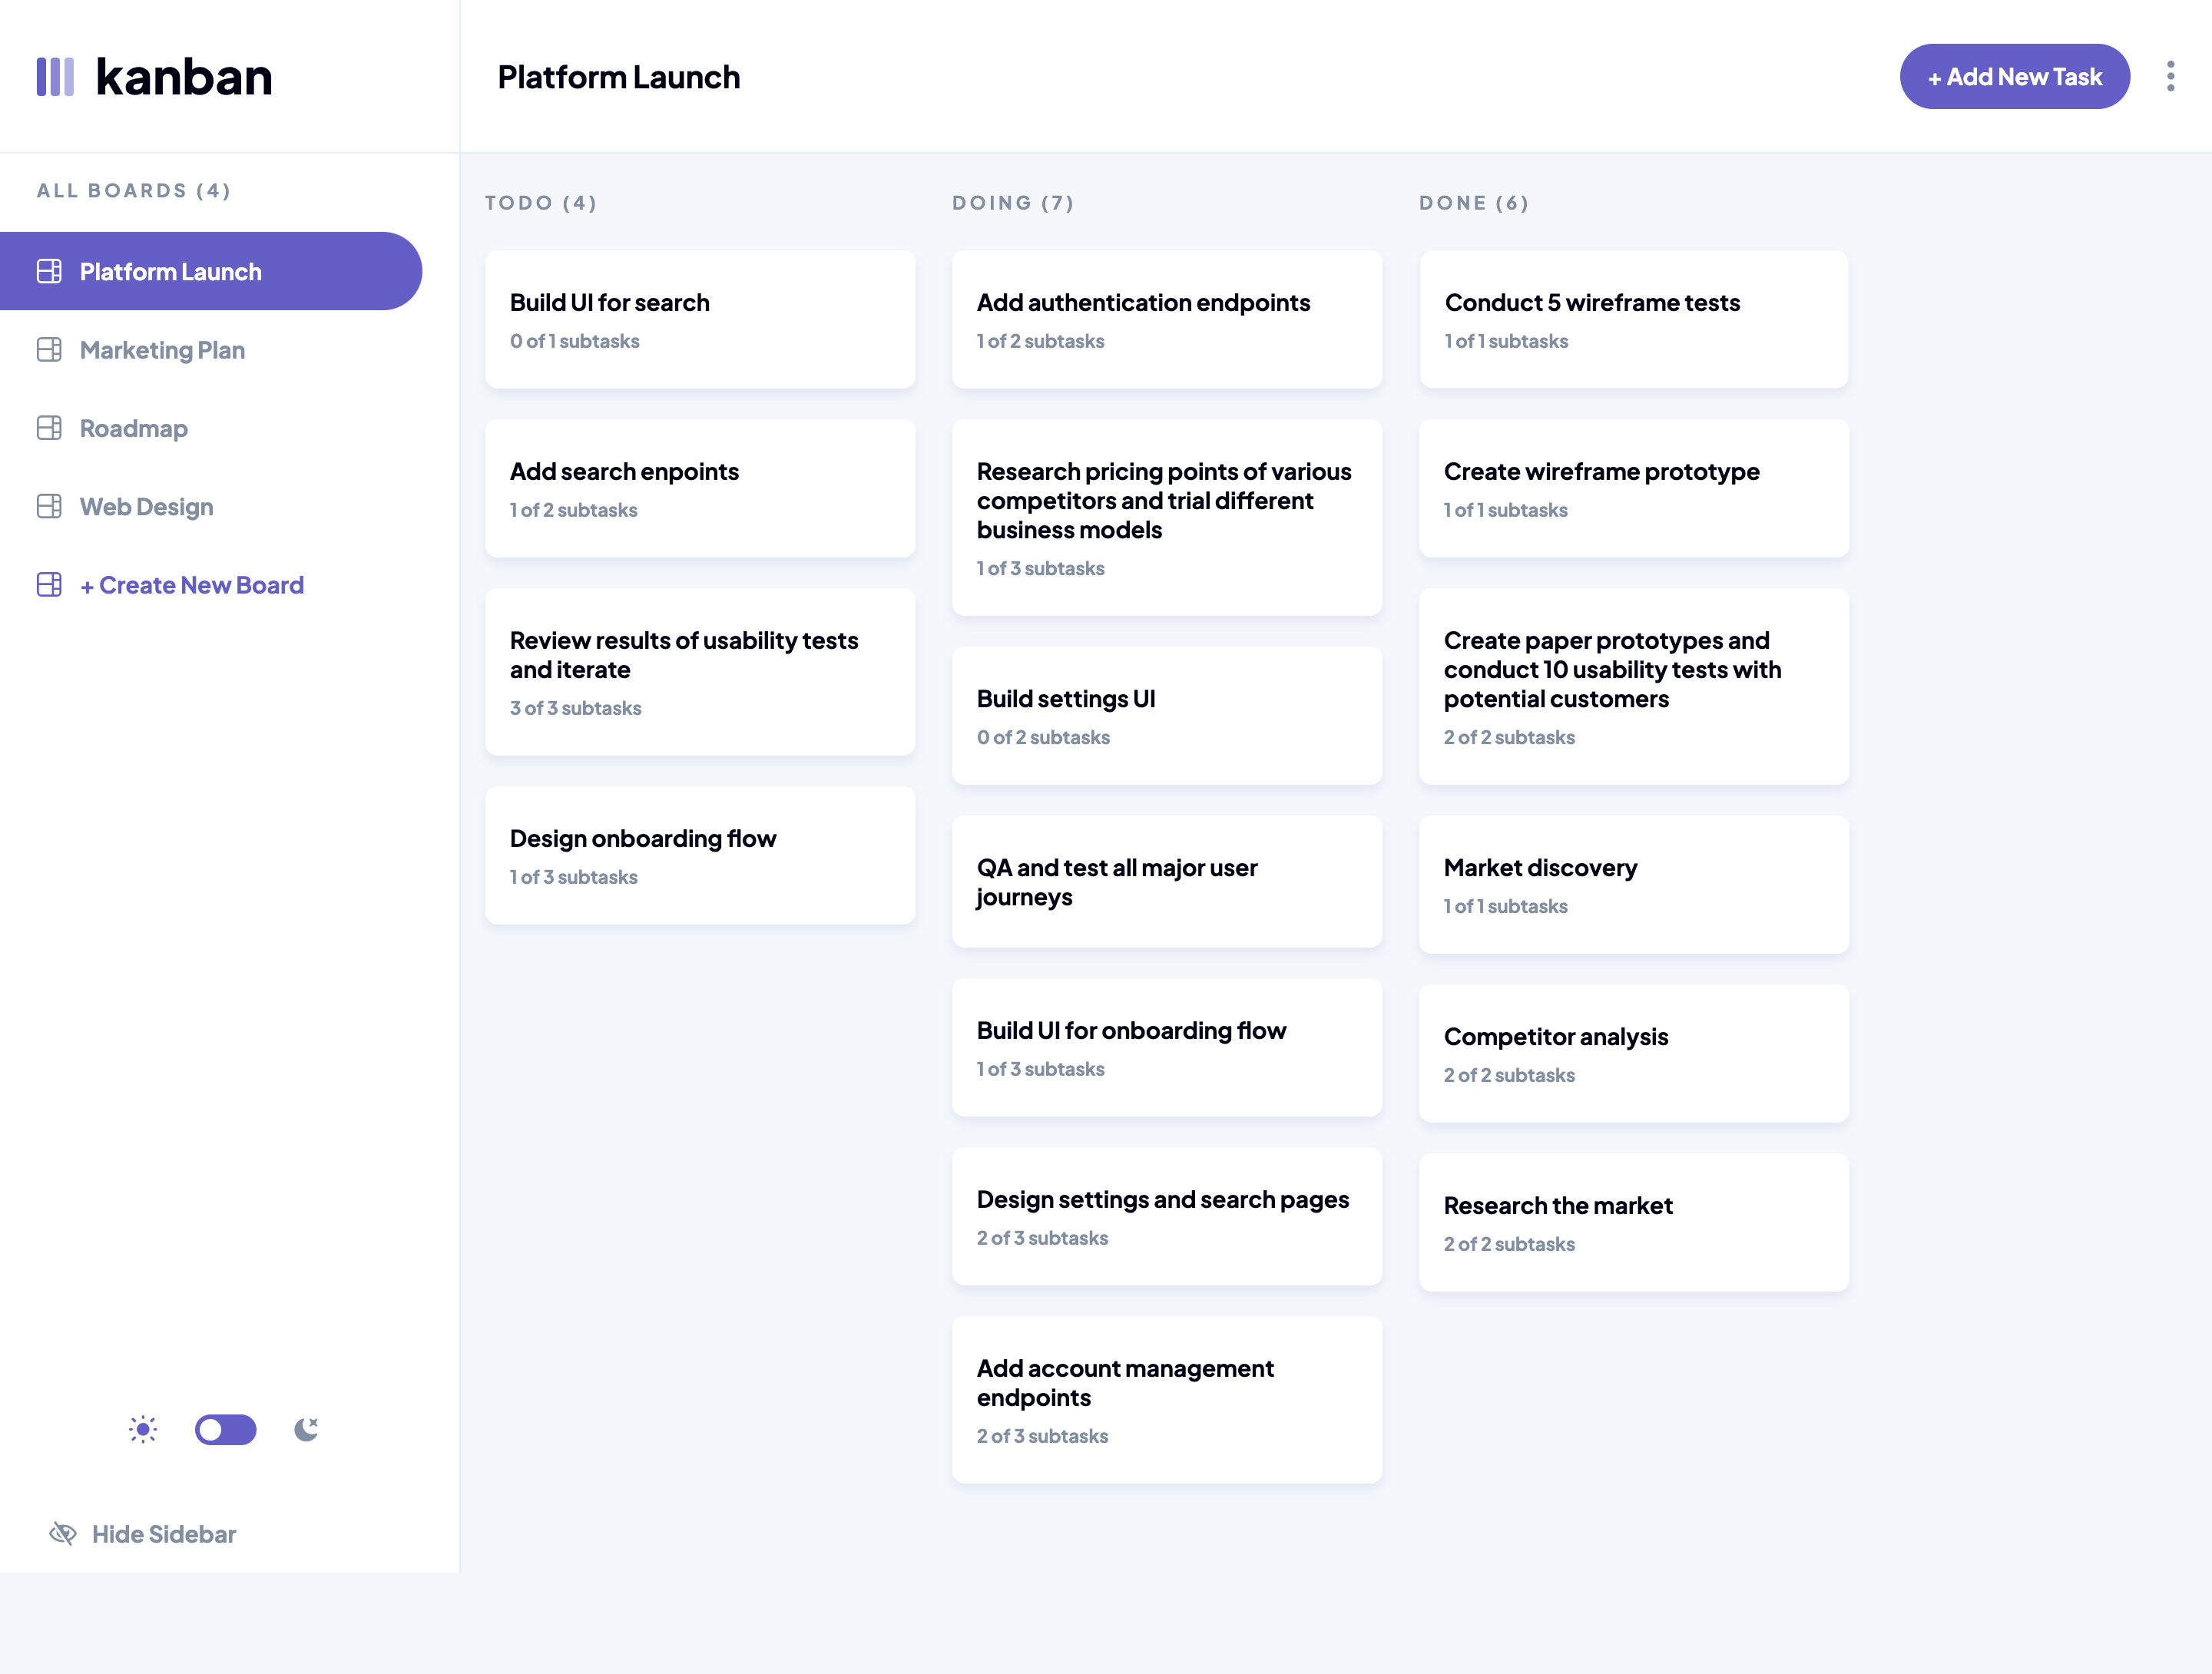 kanban
Platform Launch
+ Add New Task
ALL BOARDS (4)
Platform Launch
Marketing Plan
Roadmap
Web Design
+ Create New Board
Hide Sidebar
TODO (4)
Build UI for search
0 of 1 subtasks
Add search enpoints
1 of 2 subtasks
Review results of usability tests
and iterate
3 of 3 subtasks
Design onboarding flow
1 of 3 subtasks
DOING (7)
Add authentication endpoints
1 of 2 subtasks
Research pricing points of various
competitors and trial different
business models
1 of 3 subtasks
Build settings UI
0 of 2 subtasks
QA and test all major user
journeys
Build UI for onboarding flow
1 of 3 subtasks
Design settings and search pages
2 of 3 subtasks
Add account management
endpoints
2 of 3 subtasks
DONE (6)
Conduct 5 wireframe tests
1 of 1 subtasks
Create wireframe prototype
1 of 1 subtasks
Create paper prototypes and
conduct 10 usability tests with
potential customers
2 of 2 subtasks
Market discovery
1 of 1 subtasks
Competitor analysis
2 of 2 subtasks
Research the market
2 of 2 subtasks